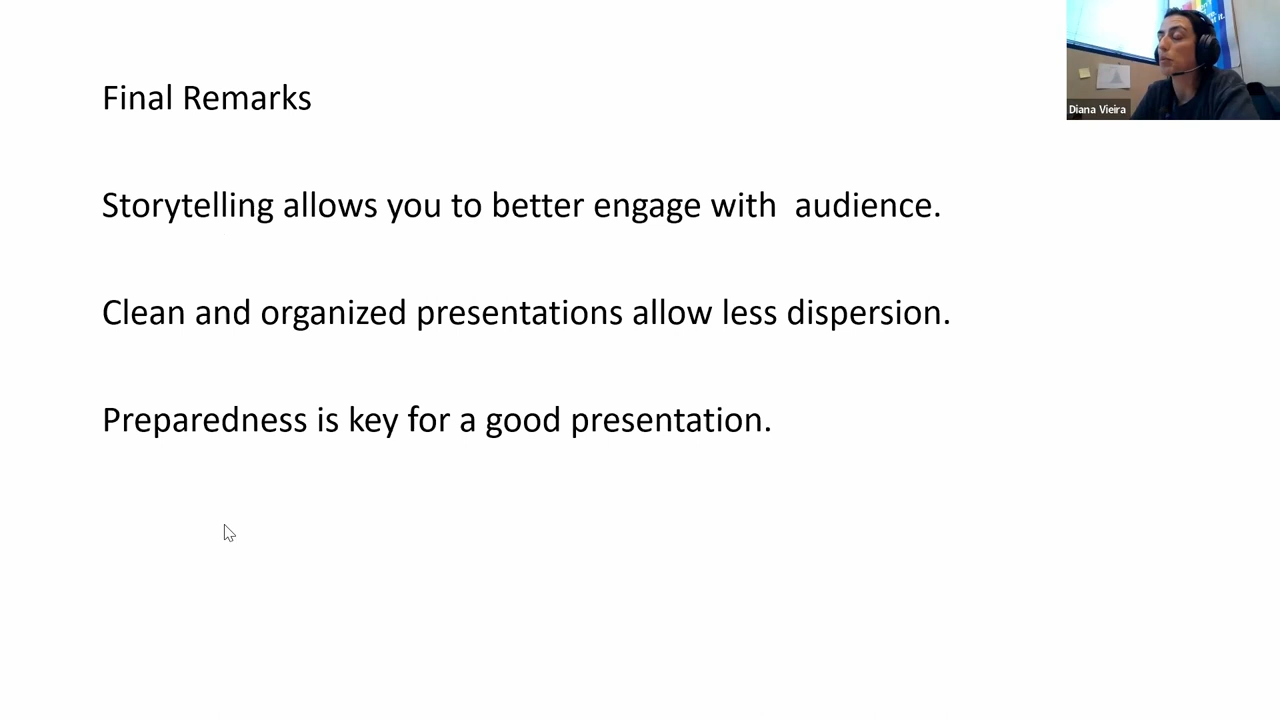 Final Remarks
Storytelling allows you to better engage with  audience.
Clean and organized presentations allow less dispersion.
Preparedness is key for a good presentation.
Diana Vieira